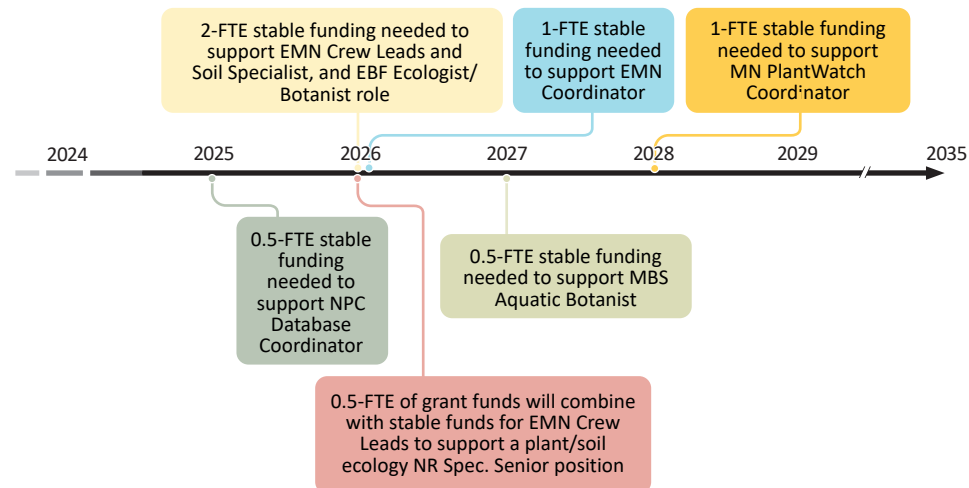 2-FTE stable funding needed to
support EMN Crew Leads and
Soil Specialist, and EBF Ecologist/
Botanist role
1-FTE stable
funding needed
to support EMN
Coordinator
1-FTE stable funding
needed to support
MN PlantWatch
Coordinator
2024
2025
2026
2027
2028
2029
2035
0.5-FTE stable
funding
needed to
support NPC
Database
Coordinator
0.5-FTE stable funding
needed to support MBS
Aquatic Botanist
0.5-FTE of grant funds will combine
with stable funds for EMN Crew
Leads to support a plant/soil
ecology NR Spec. Senior position